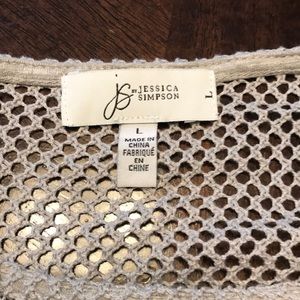 JS BY JESSICA
SIMPSON
L
L
MADE IN
CHINA
FABRIQUÉ
EN
CHINE